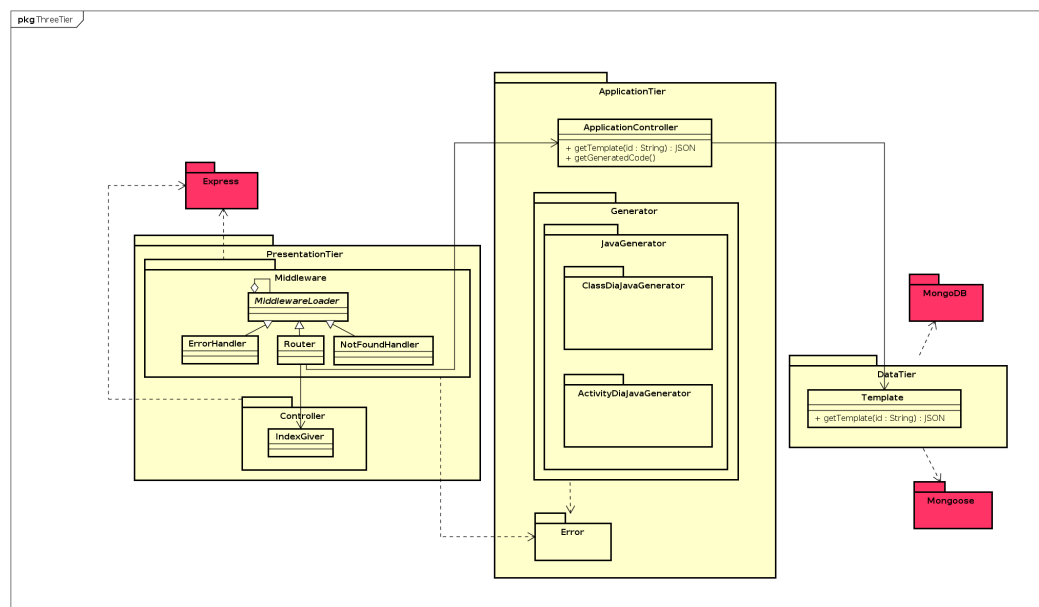 pkg ThreeTier
ApplicationTier
ApplicationController
+ getTemplate(id : String) : JSON
+ getGeneratedCode()
Express
Generator
JavaGenerator
PresentationTier
Middleware
MiddlewareLoader
ClassDiaJavaGenerator
MongoDB
ErrorHandler
Router
NotFoundHandler
DataTier
ActivityDiaJavaGenerator
Template
+ getTemplate(id : String) : JSON
Controller
IndexGiver
Mongoose
Error